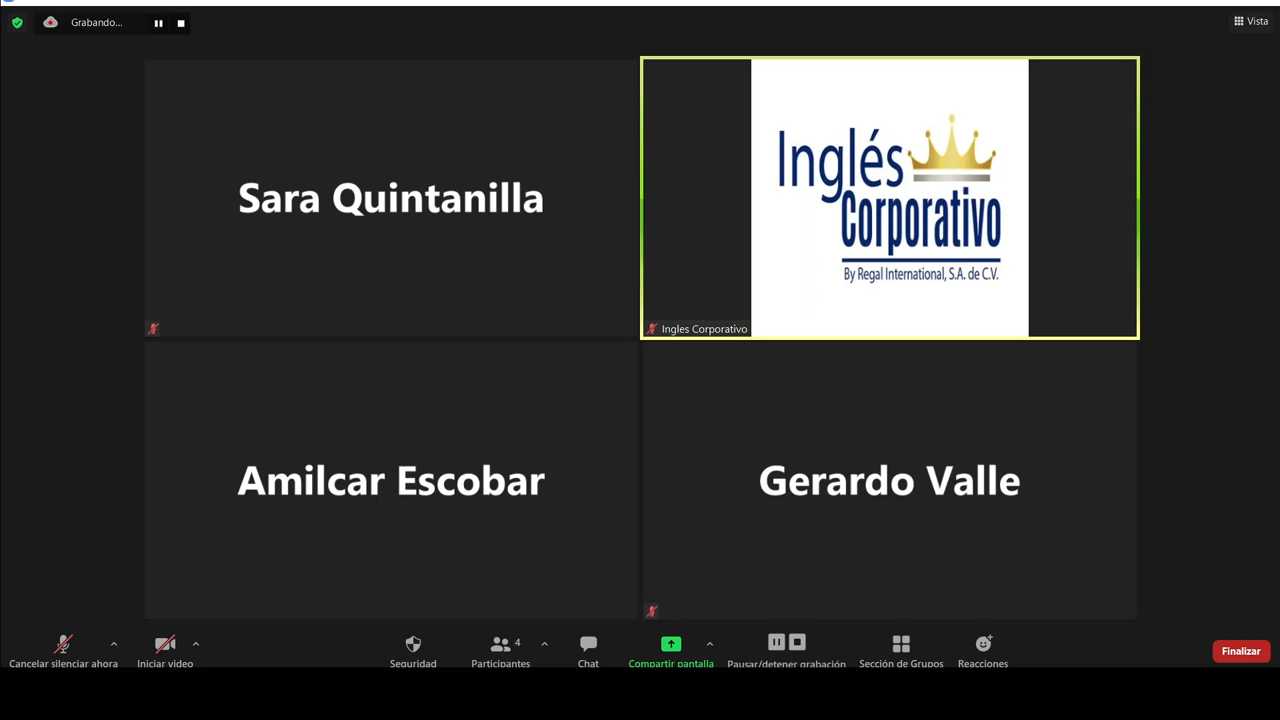 Grabando...
Vista
Sara Quintanilla
Inglés
Corporativo
By Regal International, S.A. de C.V.
Ingles Corporativo
Amilcar Escobar
Gerardo Valle
4
Cancelar silenciar ahora
Iniciar video
Seguridad
Participantes
Chat
Compartir pantalla
Pausar/detener grabación
Sección de Grupos
Reacciones
Finalizar